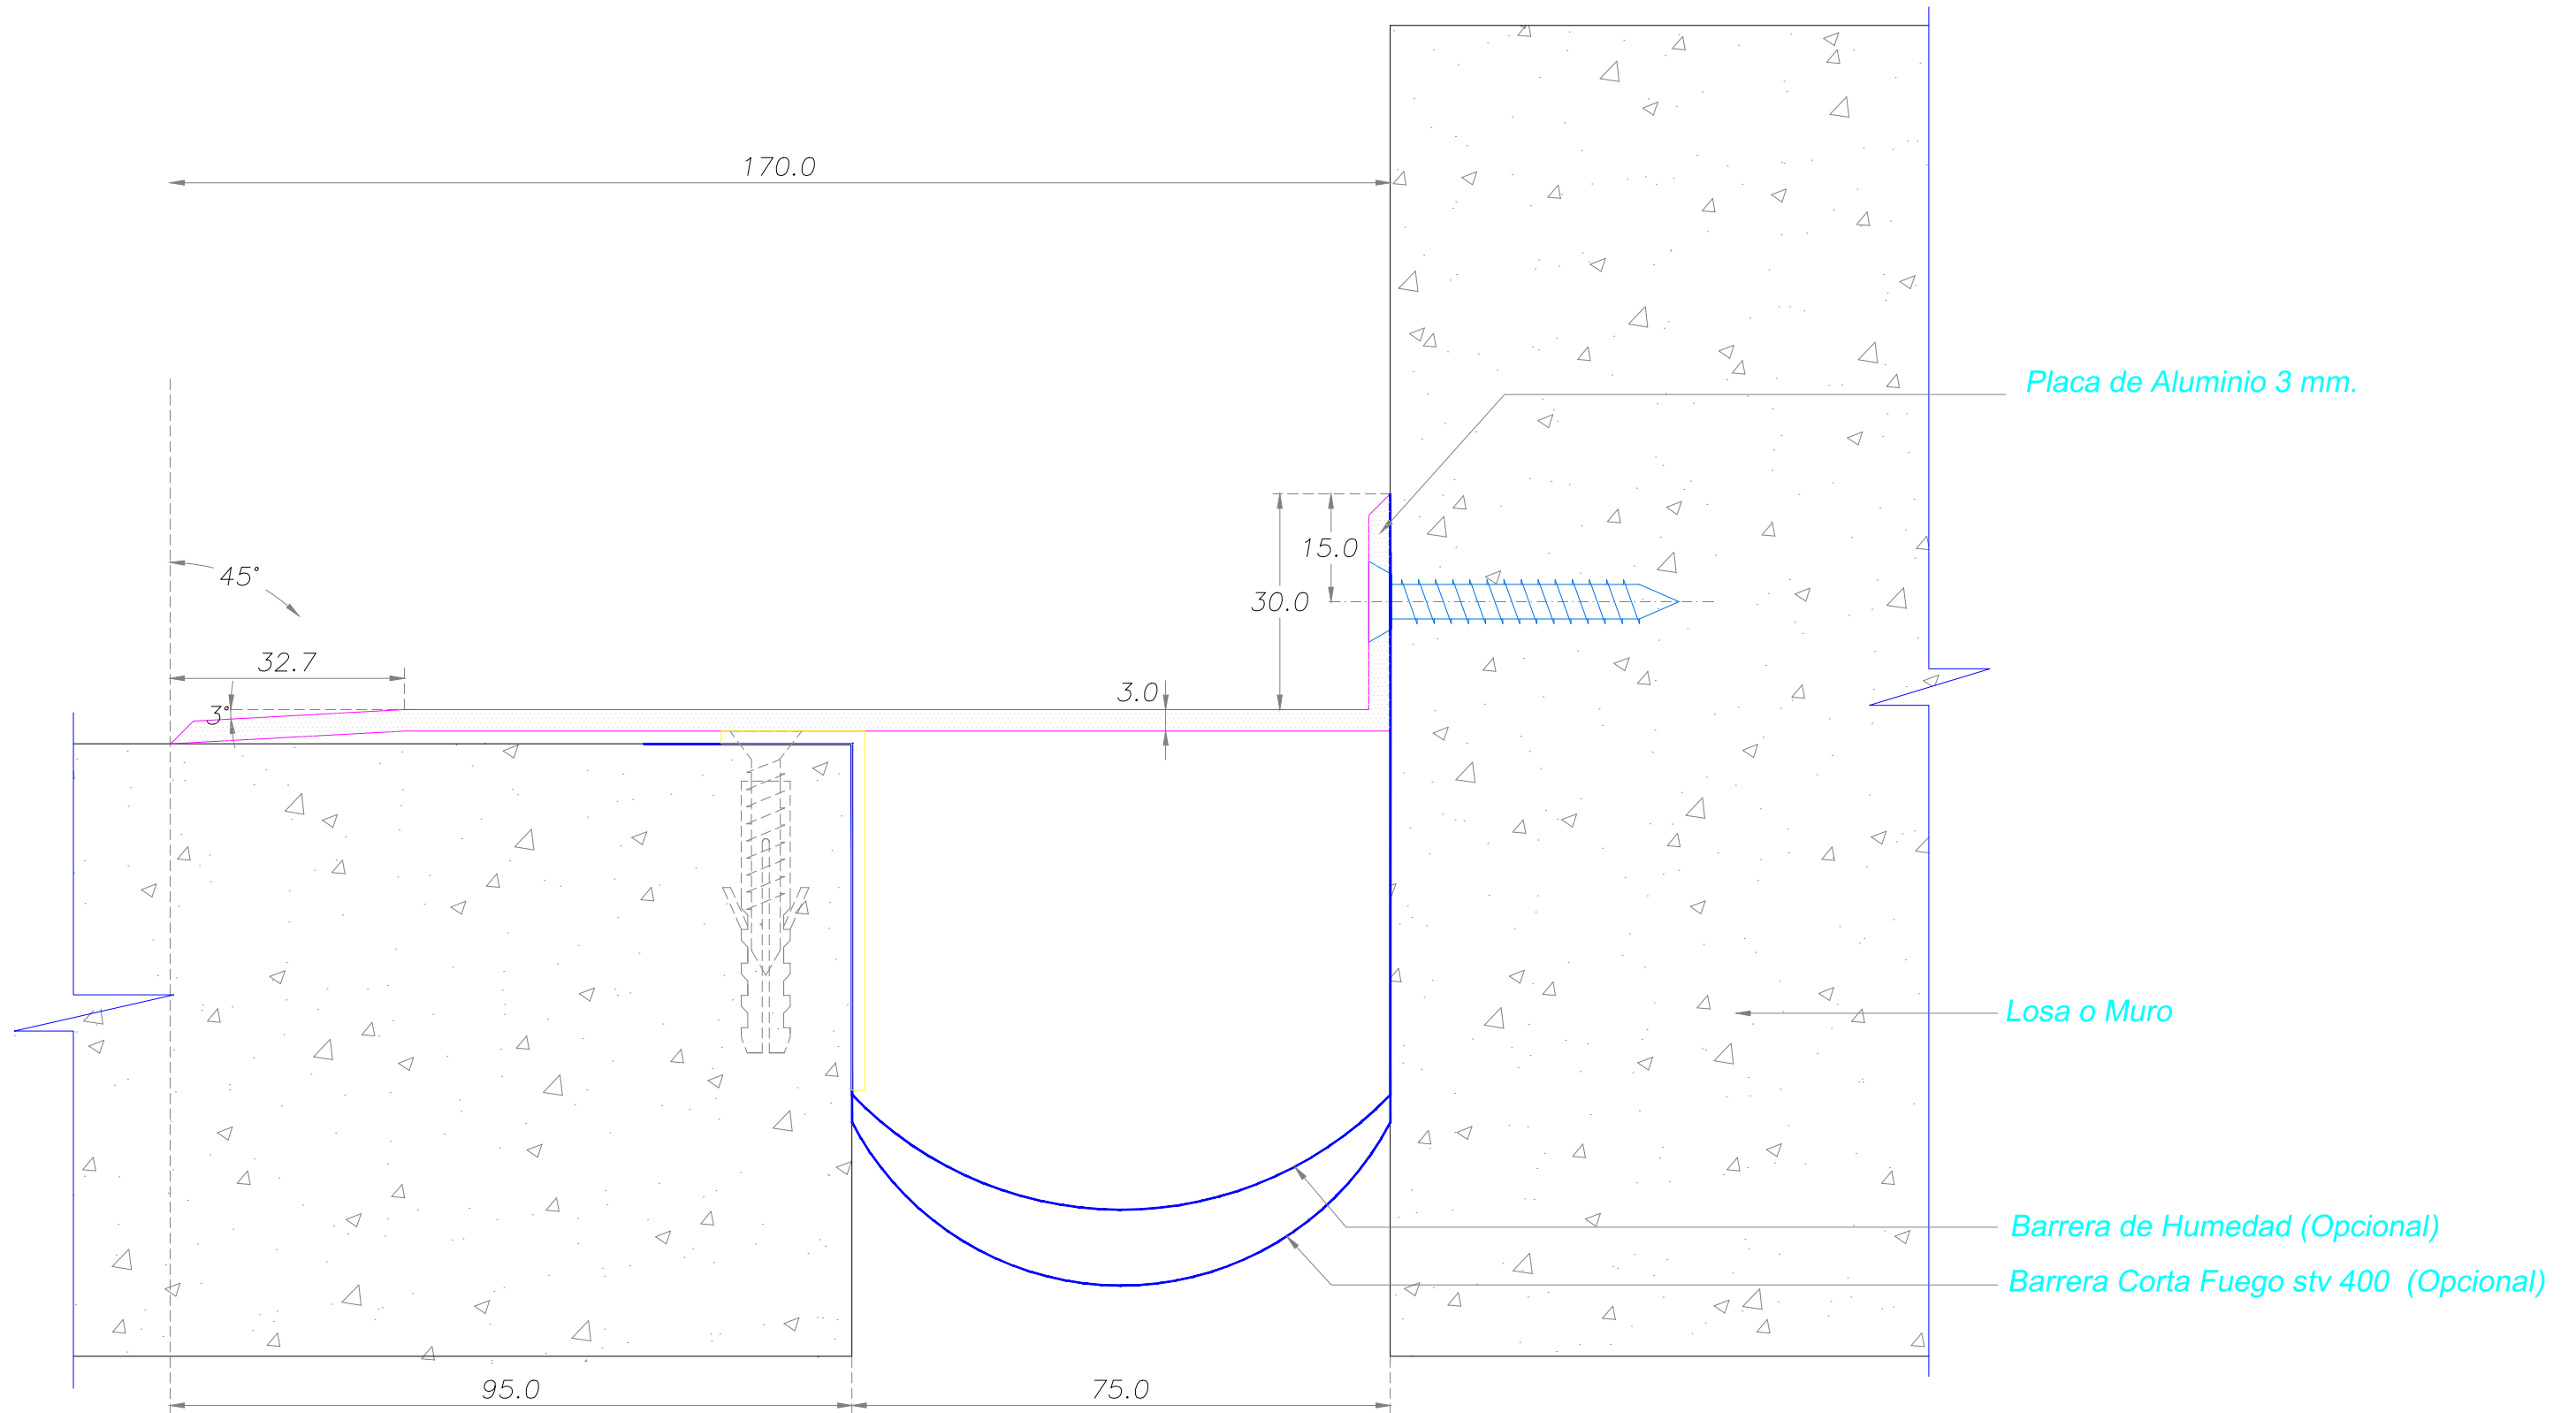 170.0
Placa de Aluminio 3 mm.
15.0
45°
30.0
32.7
3.0
3°
Losa o Muro
Barrera de Humedad (Opcional)
Barrera Corta Fuego stv 400 (Opcional)
95.0
75.0